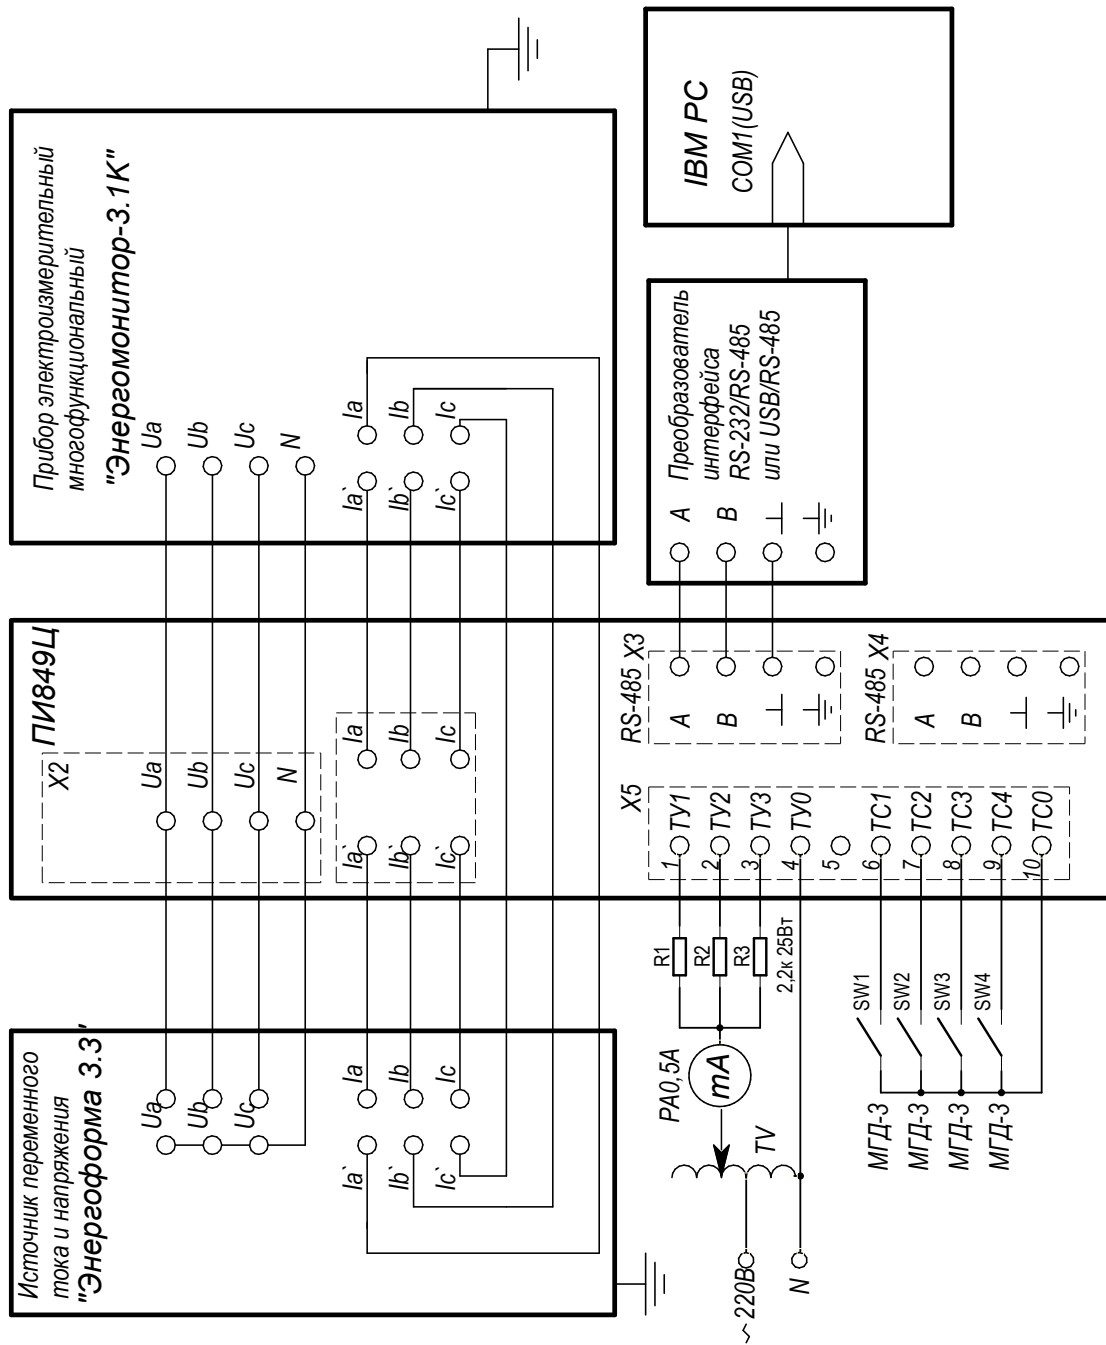 Источник переменного
тока и напряжения
"Энергоформа 3.3"
Ua
Ub
Uc
Ia`
Ib`
Ic`
Ia
Ib
Ic
ПИ849Ц
X2
Ua
Ub
Uc
N
Ia`
Ib`
Ic`
Ia
Ib
Ic
Прибор электроизмерительный
многофункциональный
"Энергомонитор-3.1К"
Ua
Ub
Uc
N
Ia`
Ib`
Ic`
Ia
Ib
Ic
~220В
N
TV
PA0,5A
mA
R1
R2
R3
2,2к 25Вт
X5
1 ТУ1
2 ТУ2
3 ТУ3
4 ТУ0
5
6 ТС1
7 ТС2
8 ТС3
9 ТС4
10 ТС0
МГД-3 SW1
МГД-3 SW2
МГД-3 SW3
МГД-3 SW4
RS-485 X3
A
B
RS-485 X4
A
B
A
B
Преобразователь
интерфейса
RS-232/RS-485
или USB/RS-485
IBM PC
COM1(USB)